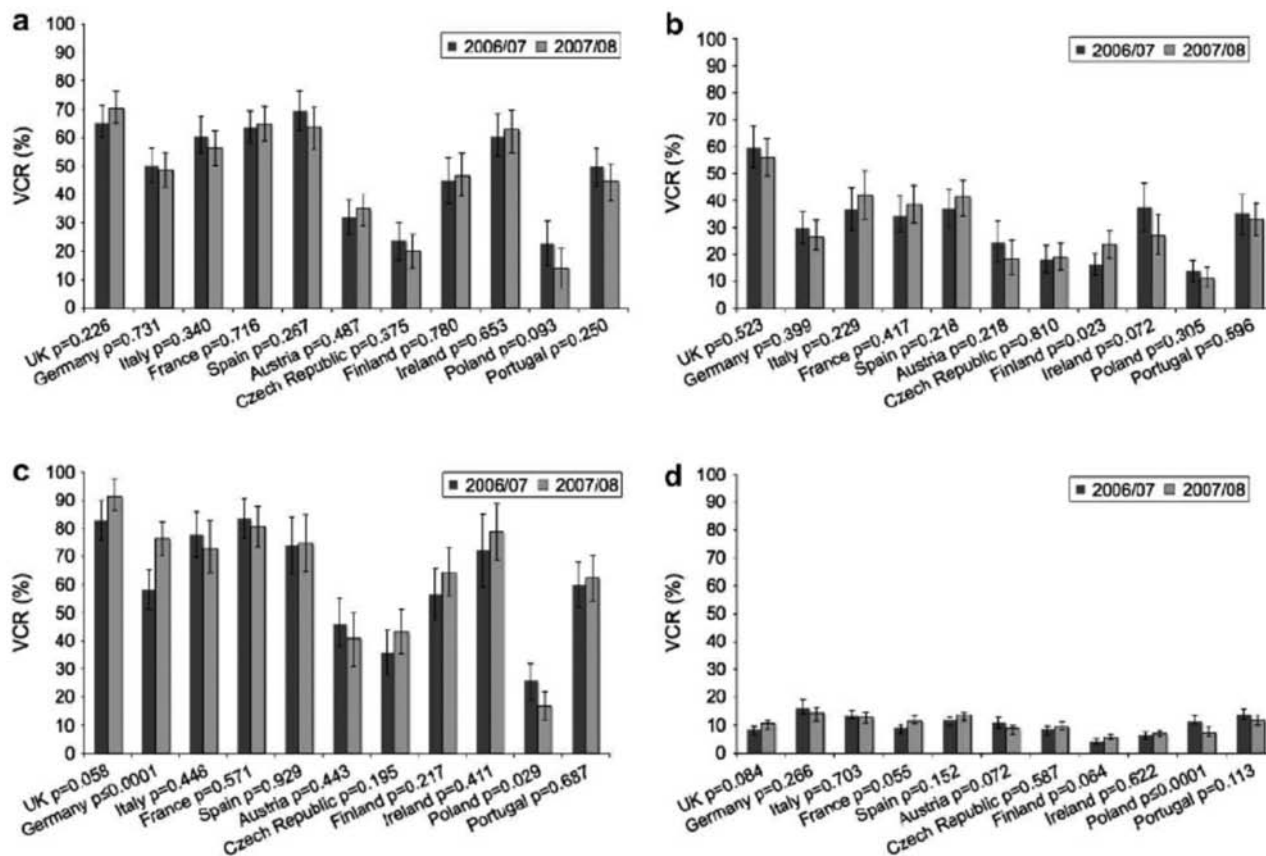 a
100
90
80
70
60
50
40
30
20
10
0
VCR (%)
2006/07 2007/08
UK p=0.226
Germany p=0.731
Italy p=0.340
France p=0.716
Spain p=0.267
Austria p=0.487
Czech Republic p=0.375
Finland p=0.780
Ireland p=0.653
Poland p=0.093
Portugal p=0.250
b
100
90
80
70
60
50
40
30
20
10
0
VCR (%)
2006/07 2007/08
UK p=0.523
Germany p=0.399
Italy p=0.229
France p=0.417
Spain p=0.218
Austria p=0.218
Czech Republic p=0.810
Finland p=0.023
Ireland p=0.072
Poland p=0.305
Portugal p=0.596
c
100
90
80
70
60
50
40
30
20
10
0
VCR (%)
2006/07 2007/08
UK p=0.058
Germany p≤0.0001
Italy p=0.446
France p=0.571
Spain p=0.929
Austria p=0.443
Czech Republic p=0.195
Finland p=0.217
Ireland p=0.411
Poland p=0.029
Portugal p=0.687
d
100
90
80
70
60
50
40
30
20
10
0
VCR (%)
2006/07 2007/08
UK p=0.084
Germany p=0.266
Italy p=0.703
France p=0.055
Spain p=0.152
Austria p=0.072
Czech Republic p=0.587
Finland p=0.064
Ireland p=0.622
Poland p≤0.0001
Portugal p=0.113